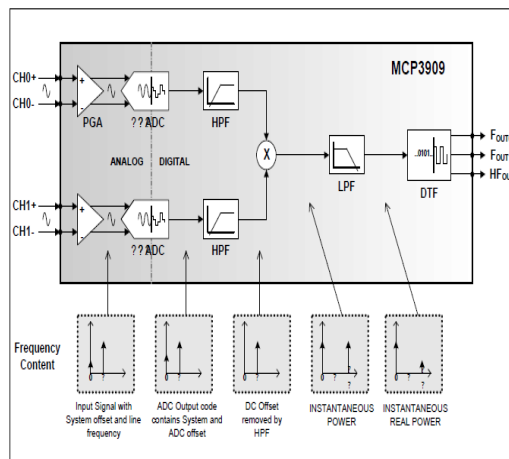 MCP3909
CH0+
CH0-
+
-
PGA
? ? ? ADC
HPF
ANALOG
DIGITAL
X
LPF
..0101..
DTF
F
OUT
F
OUT
HF
CH1+
CH1-
+
-
? ? ? ADC
HPF
Frequency
Content
0 ?
0 ?
0 ?
0 ? ?
?
0 ? ?
?
Input Signal with
System offset and line
frequency
ADC Output code
contains System and
ADC offset
DC Offset
removed by
HPF
INSTANTANEOUS
POWER
INSTANTANEOUS
REAL POWER